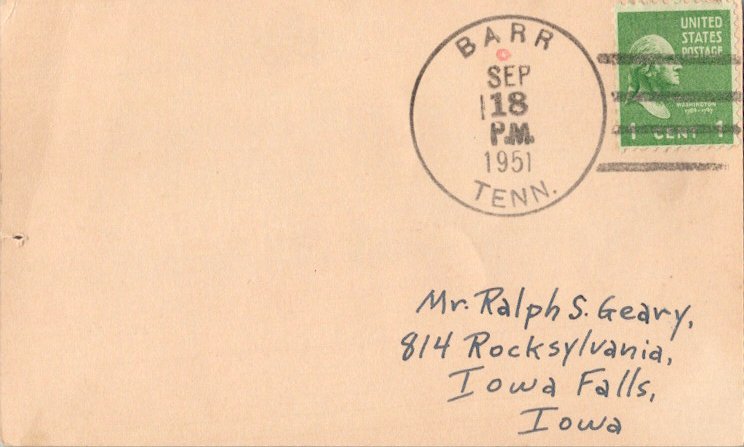 BARR
SEP
18
P.M.
1951
TENN.
UNITED
STATES
POSTAGE
WASHINGTON
1 CENT 1
Mr. Ralph S. Geary,
814 Rocksylvania,
Iowa Falls,
Iowa